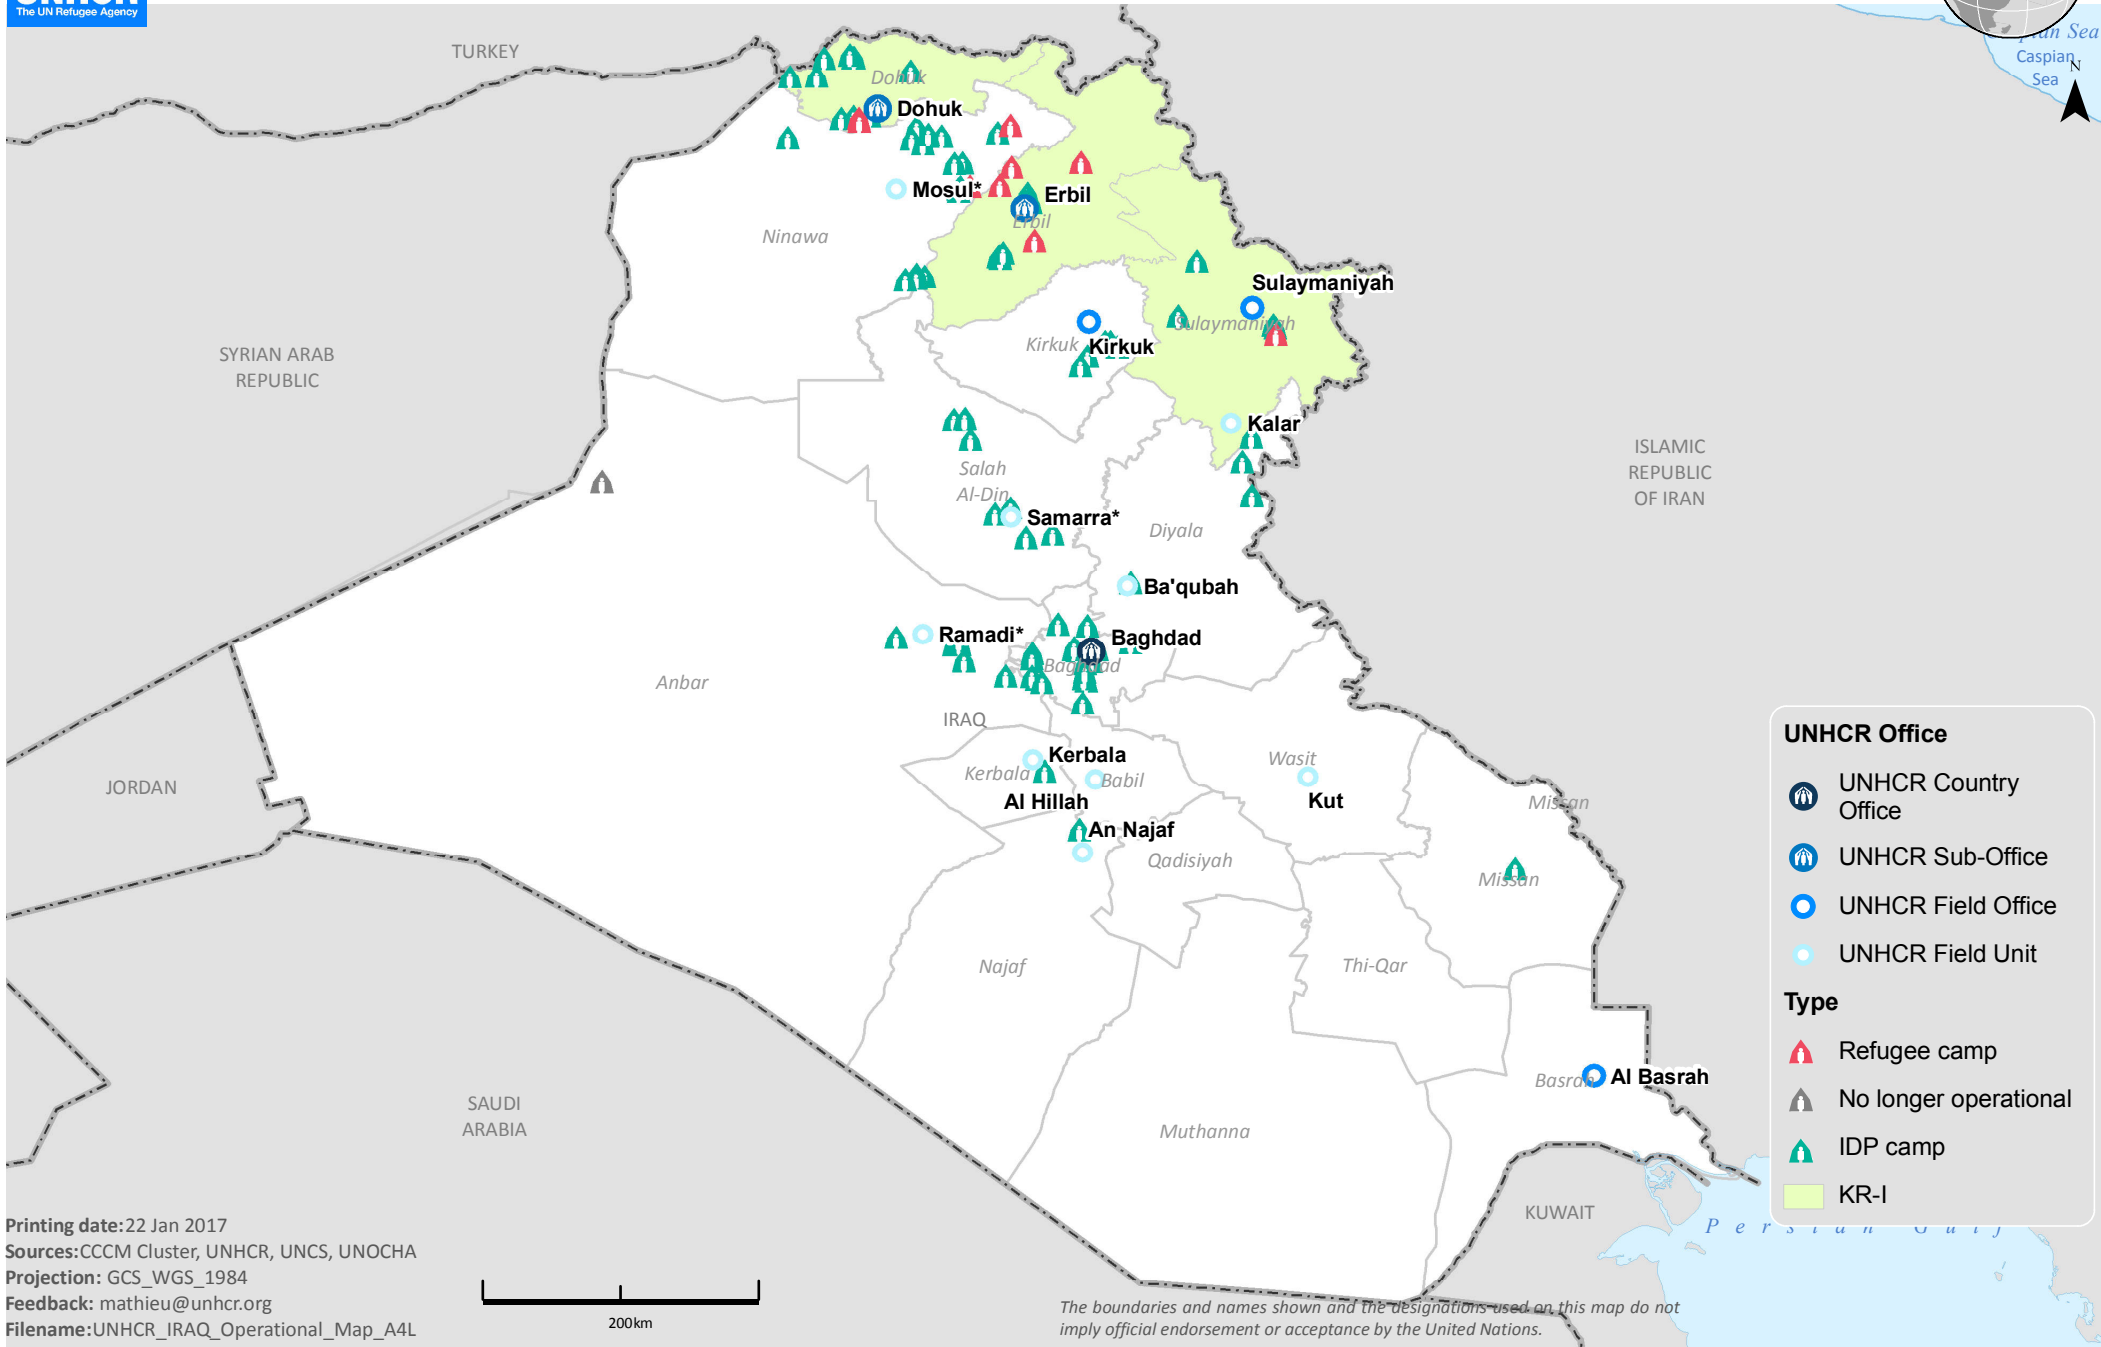 The UN Refugee Agency
TURKEY
Caspian Sea
Caspian
Sea
N
Dohuk
Dohuk
Mosul*
Erbil
Erbil
Ninawa
Sulaymaniyah
Sulaymaniyah
Kirkuk
Kirkuk
SYRIAN ARAB
REPUBLIC
Kalar
ISLAMIC
REPUBLIC
OF IRAN
Salah
Al-Din
Samarra*
Diyala
Ba'qubah
Ramadi*
Baghdad
Baghdad
Anbar
IRAQ
JORDAN
Kerbala
Kerbala
Babil
Al Hillah
Wasit
Kut
Missan
An Najaf
Qadisiyah
Missan
Najaf
Thi-Qar
Basrah
Al Basrah
SAUDI
ARABIA
Muthanna
KUWAIT
Persian Gulf
UNHCR Office
UNHCR Country
Office
UNHCR Sub-Office
UNHCR Field Office
UNHCR Field Unit
Type
Refugee camp
No longer operational
IDP camp
KR-I
Printing date:22 Jan 2017
Sources:CCCM Cluster, UNHCR, UNCS, UNOCHA
Projection: GCS_WGS_1984
Feedback: mathieu@unhcr.org
Filename:UNHCR_IRAQ_Operational_Map_A4L
200km
The boundaries and names shown and the designations used on this map do not
imply official endorsement or acceptance by the United Nations.